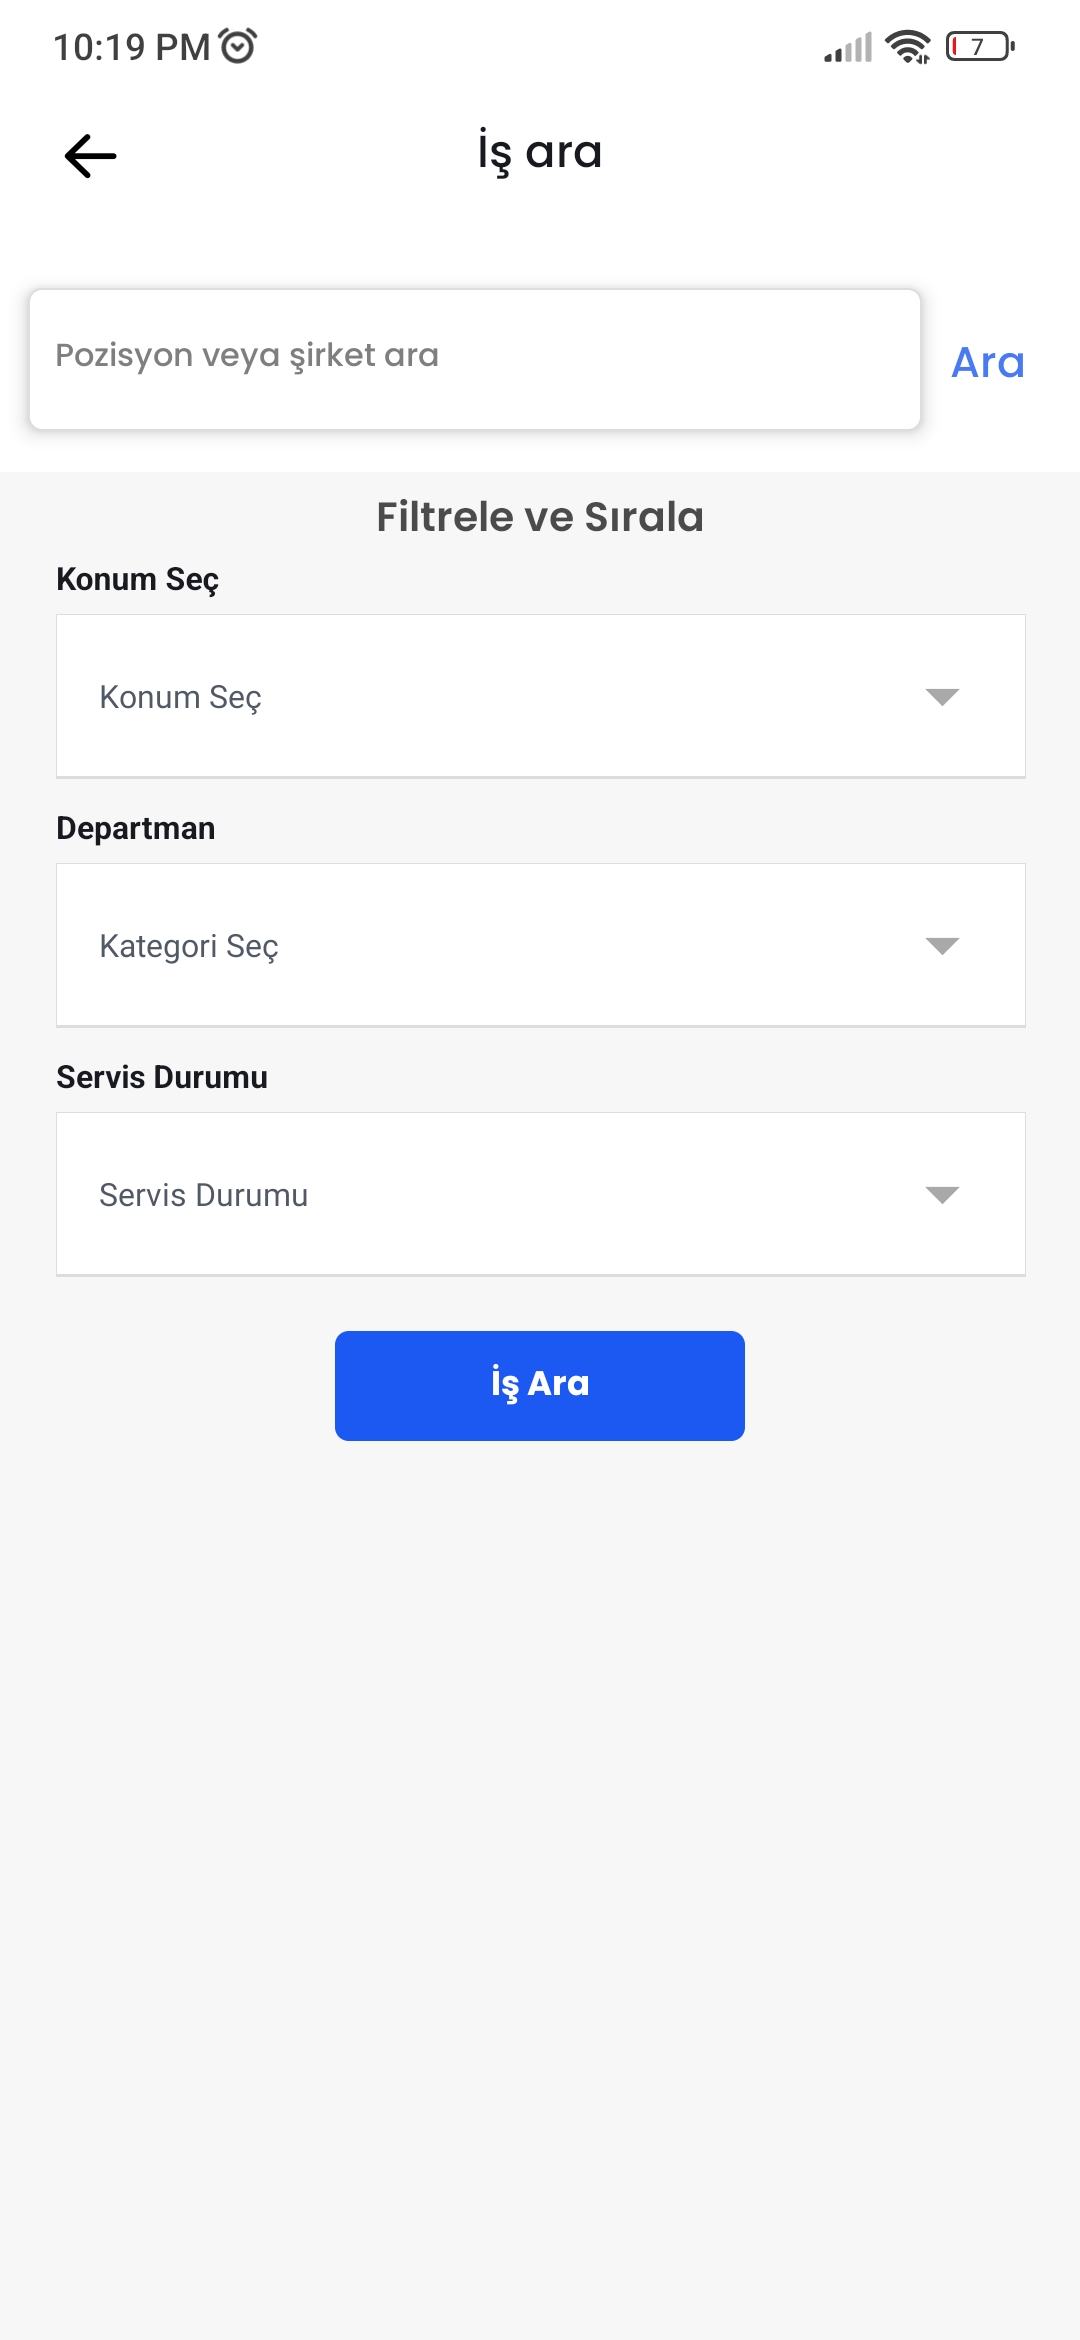 10:19 PM
7
İş ara
Pozisyon veya şirket ara
Ara
Filtrele ve Sırala
Konum Seç
Konum Seç
Departman
Kategori Seç
Servis Durumu
Servis Durumu
İş Ara